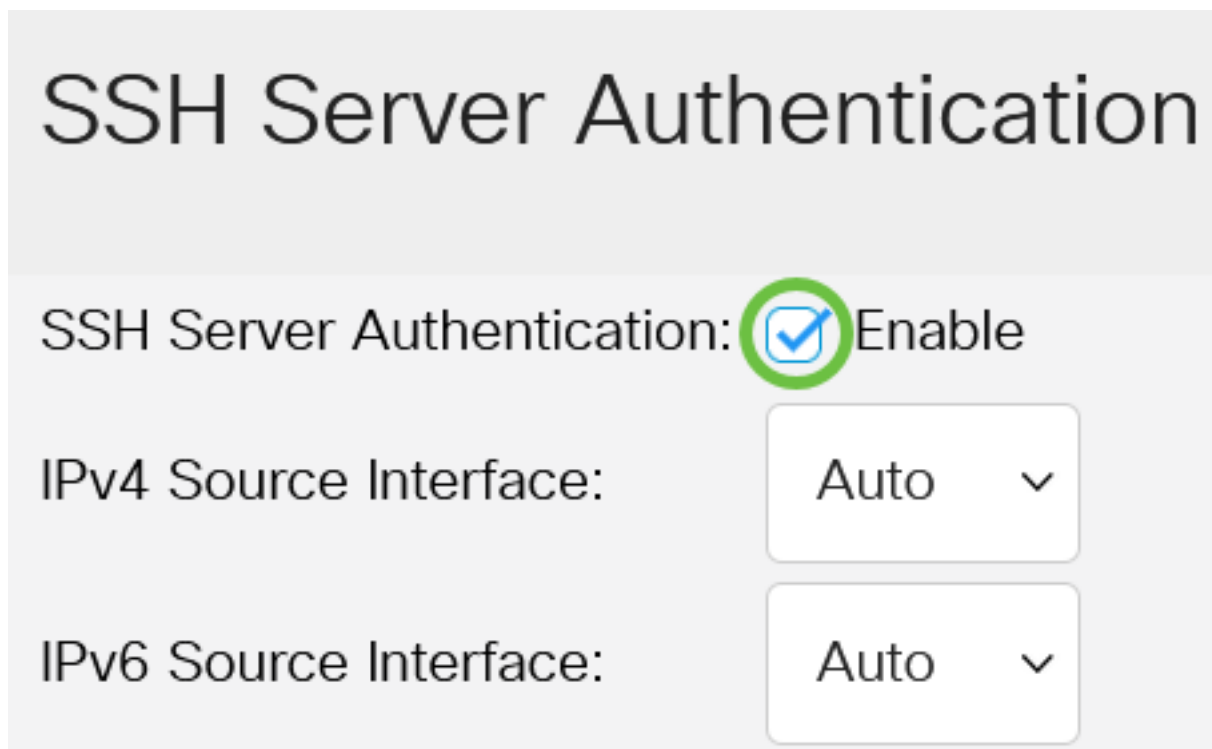 SSH Server Authentication
SSH Server Authentication: Enable
IPv4 Source Interface: Auto
IPv6 Source Interface: Auto